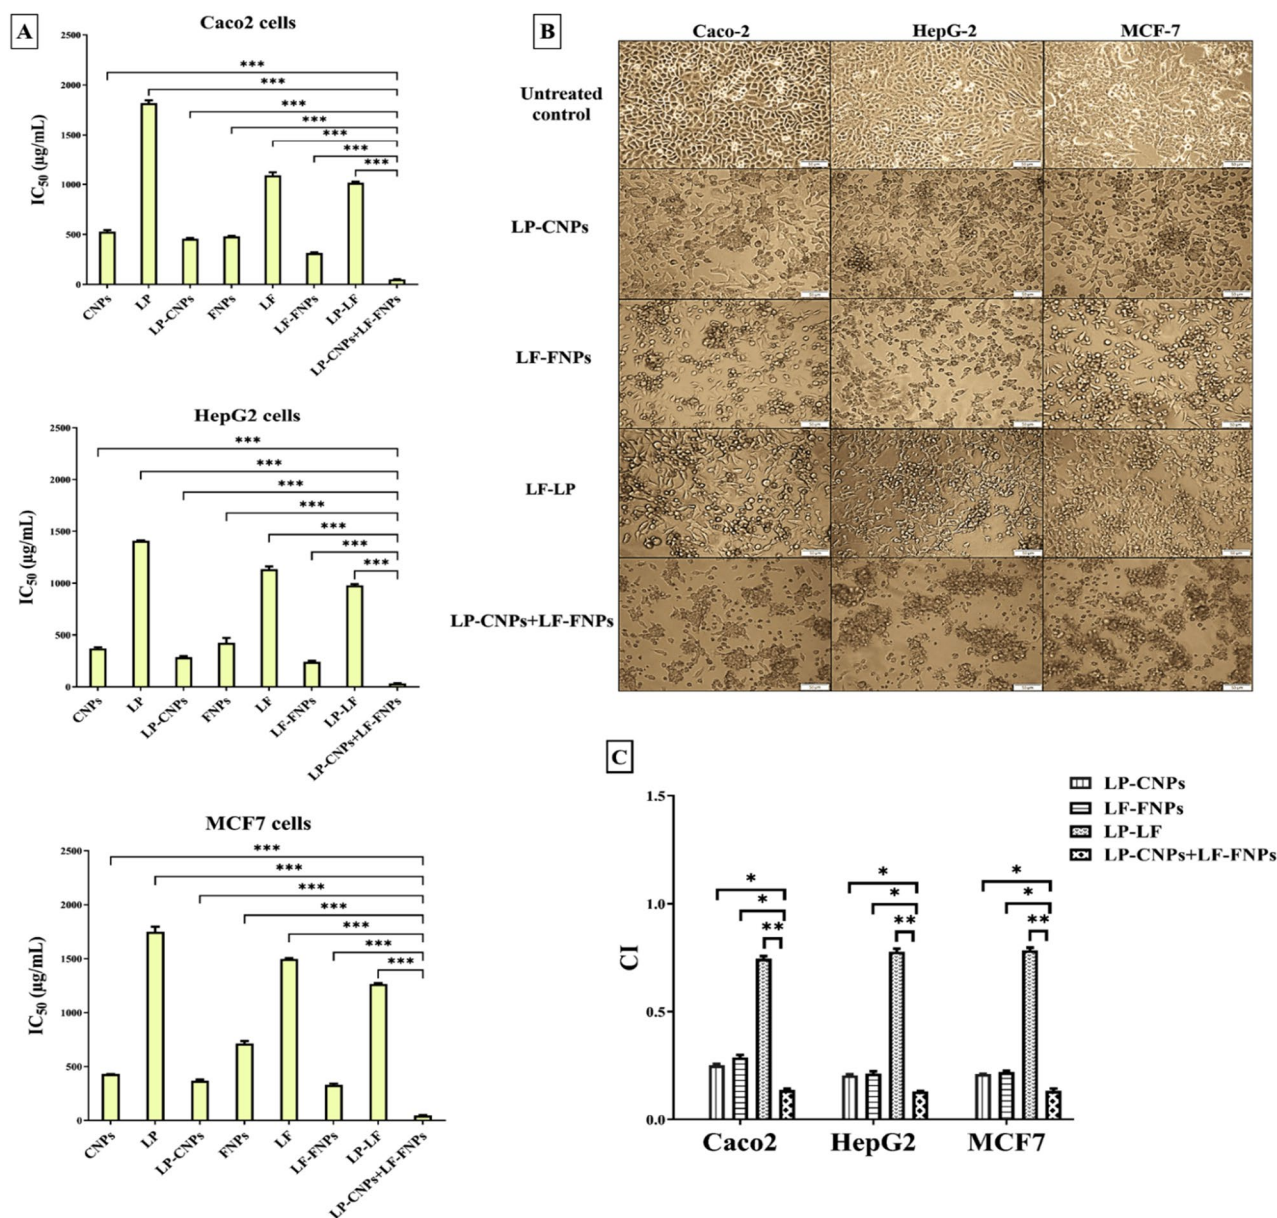 A
Caco2 cells
IC50 (µg/mL)
2500
2000
1500
1000
500
0
***
***
***
***
***
***
***
CNPs
LP
LP-CNPs
FNPs
LF
LF-FNPs
LP-LF
LP-CNPs+LF-FNPs
HepG2 cells
IC50 (µg/mL)
2500
2000
1500
1000
500
0
***
***
***
***
***
***
***
CNPs
LP
LP-CNPs
FNPs
LF
LF-FNPs
LP-LF
LP-CNPs+LF-FNPs
MCF7 cells
IC50 (µg/mL)
2500
2000
1500
1000
500
0
***
***
***
***
***
***
***
CNPs
LP
LP-CNPs
FNPs
LF
LF-FNPs
LP-LF
LP-CNPs+LF-FNPs
B
Caco-2 HepG-2 MCF-7
Untreated
control
LP-CNPs
LF-FNPs
LF-LP
LP-CNPs+LF-FNPs
C
LP-CNPs
LF-FNPs
LP-LF
LP-CNPs+LF-FNPs
CI
1.5
1.0
0.5
0.0
* * *
* * *
** ** **
Caco2 HepG2 MCF7